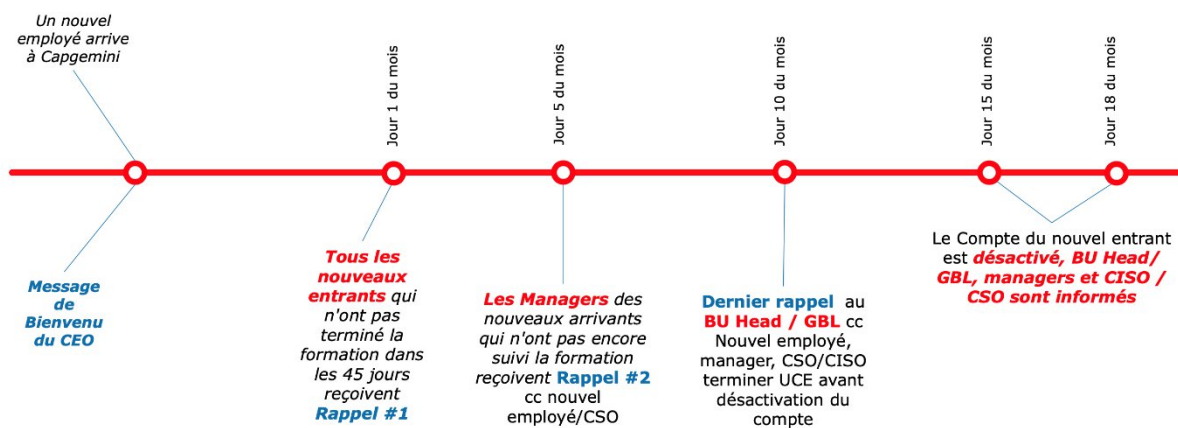 Un nouvel
employé arrive
à Capgemini
Jour 1 du mois
Jour 5 du mois
Jour 10 du mois
Jour 15 du mois
Jour 18 du mois
Message
de
Bienvenu
du CEO
Tous les
nouveaux
entrants qui
n'ont pas
terminé la
formation dans
les 45 jours
reçoivent
Rappel #1
Les Managers des
nouveaux arrivants
qui n'ont pas encore
suivi la formation
reçoivent Rappel #2
cc nouvel
employé/CSO
Dernier rappel au
BU Head / GBL cc
Nouvel employé,
manager, CSO/CISO
terminer UCE avant
désactivation du
compte
Le Compte du nouvel entrant
est désactivé, BU Head/
GBL, managers et CISO /
CSO sont informés